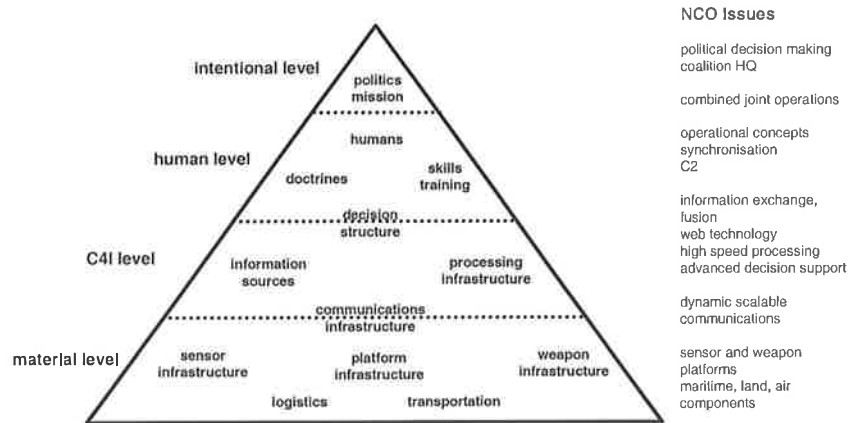 NCO Issues
intentional level
politics
mission
political decision making
coalition HQ
combined joint operations
human level
humans
doctrines
skills
training
operational concepts
synchronisation
C2
decision
structure
C4I level
information
sources
processing
infrastructure
information exchange,
fusion
web technology
high speed processing
advanced decision support
communications
infrastructure
dynamic scalable
communications
material level
sensor
infrastructure
platform
infrastructure
weapon
infrastructure
logistics
transportation
sensor and weapon
platforms
maritime, land, air
components